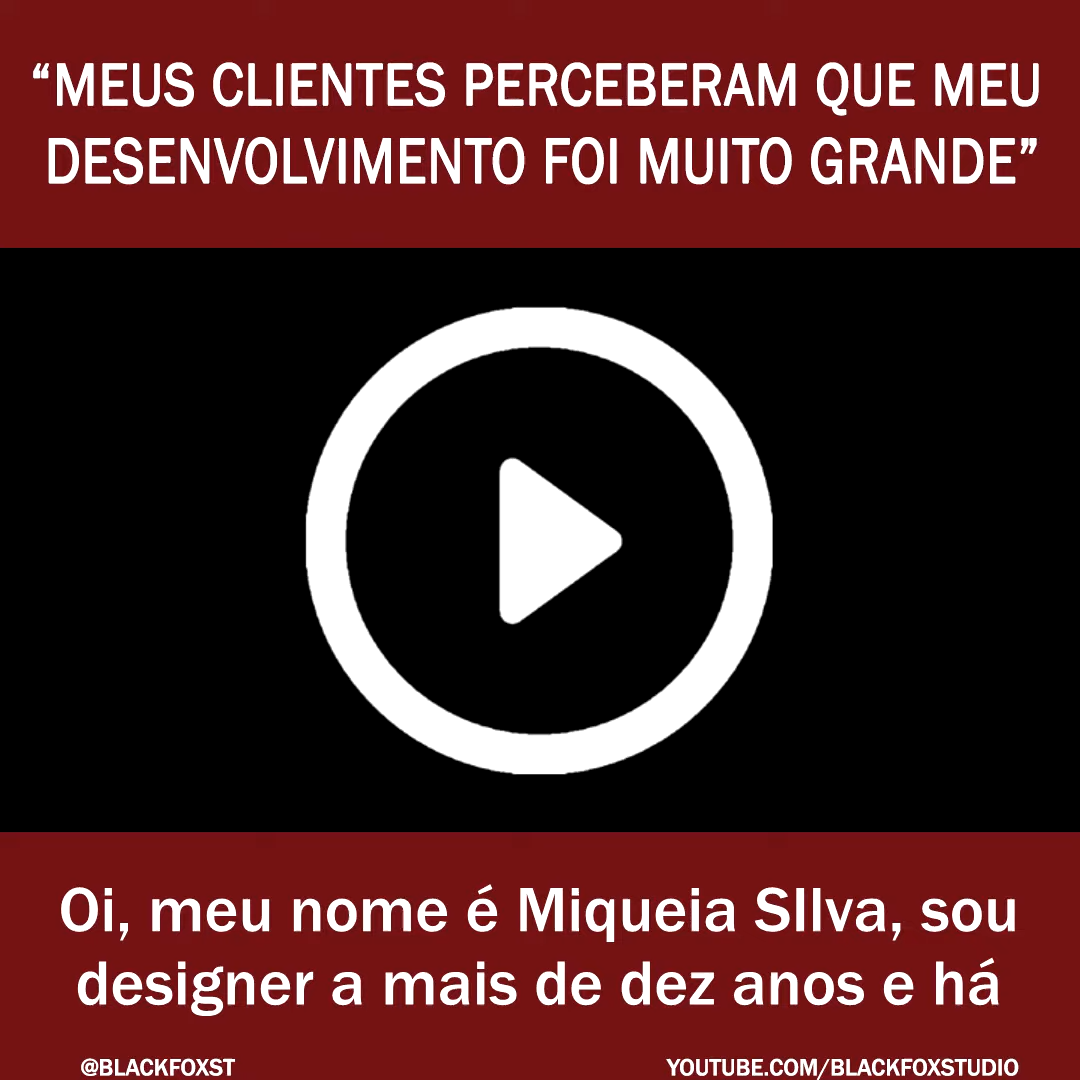 “MEUS CLIENTES PERCEBERAM QUE MEU
DESENVOLVIMENTO FOI MUITO GRANDE”
Oi, meu nome é Miqueia SIlva, sou
designer a mais de dez anos e há
@BLACKFOXST
YOUTUBE.COM/BLACKFOXSTUDIO